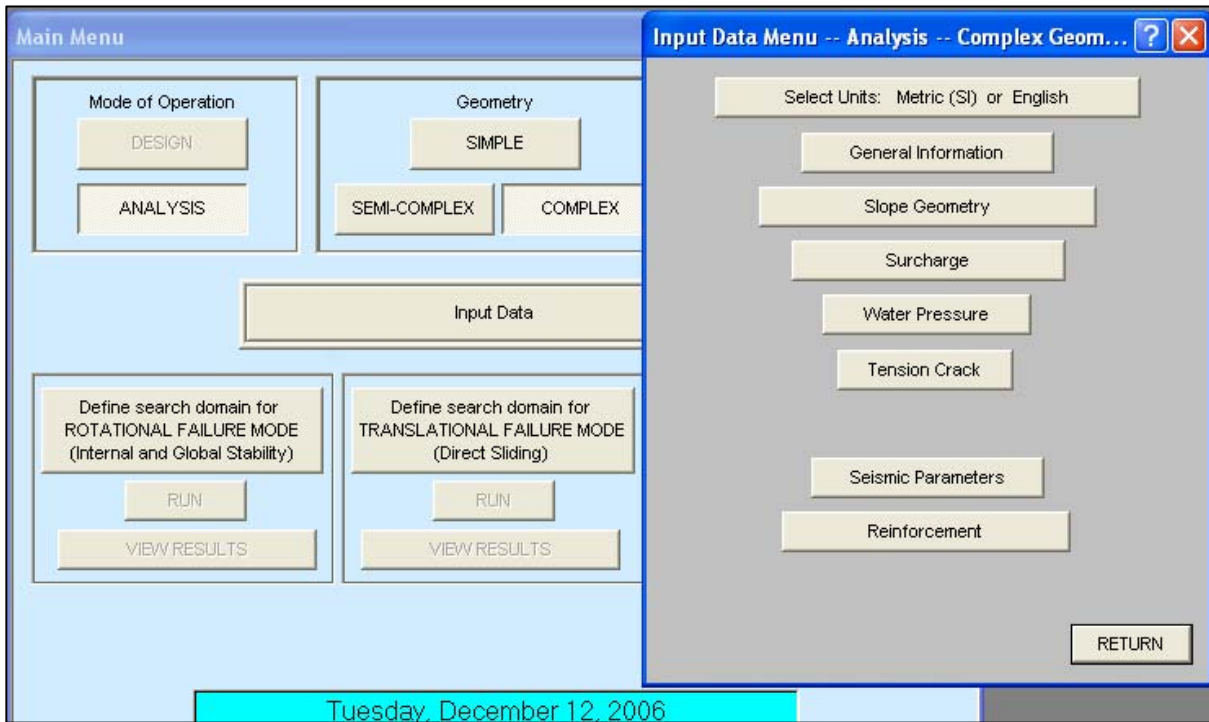 Main Menu
Mode of Operation
DESIGN
ANALYSIS
Geometry
SIMPLE
SEMI-COMPLEX
COMPLEX
Input Data
Define search domain for
ROTATIONAL FAILURE MODE
(Internal and Global Stability)
RUN
VIEW RESULTS
Define search domain for
TRANSLATIONAL FAILURE MODE
(Direct Sliding)
RUN
VIEW RESULTS
Tuesday, December 12, 2006
Input Data Menu -- Analysis -- Complex Geom...
Select Units: Metric (SI) or English
General Information
Slope Geometry
Surcharge
Water Pressure
Tension Crack
Seismic Parameters
Reinforcement
RETURN